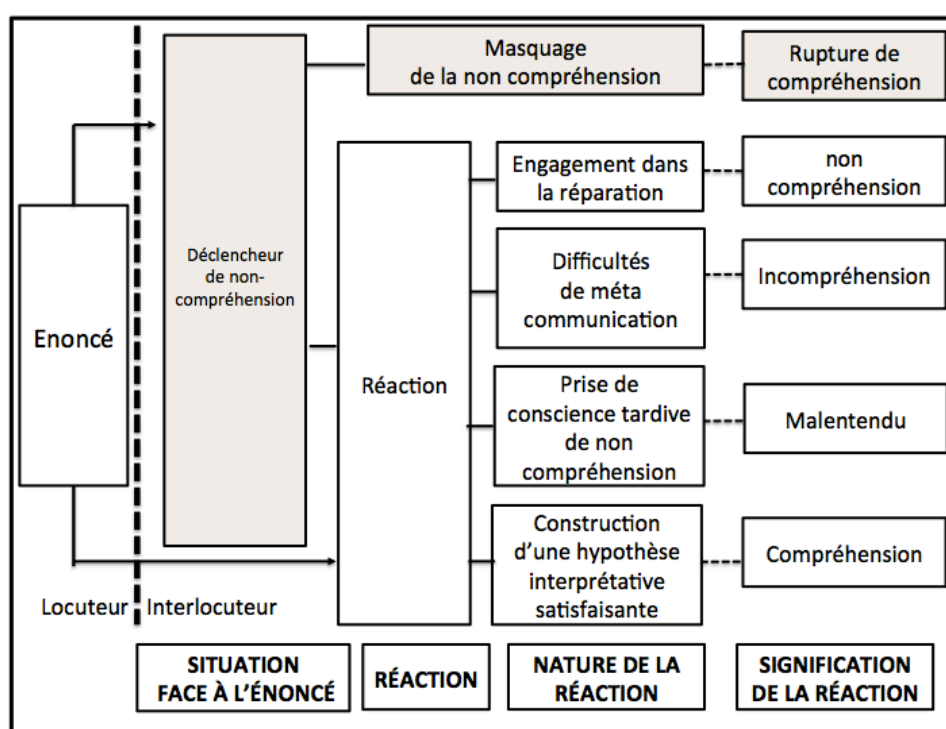 Masquage
de la non compréhension
Rupture de
compréhension
Enoncé
Déclencheur
de non-
compréhension
Réaction
Engagement dans
la réparation
non
compréhension
Difficultés
de méta
communication
Incompréhension
Prise de
conscience tardive
de non
compréhension
Malentendu
Construction
d'une hypothèse
interprétative
satisfaisante
Compréhension
Locuteur
Interlocuteur
SITUATION
FACE À L'ÉNONCÉ
RÉACTION
NATURE DE LA
RÉACTION
SIGNIFICATION
DE LA RÉACTION